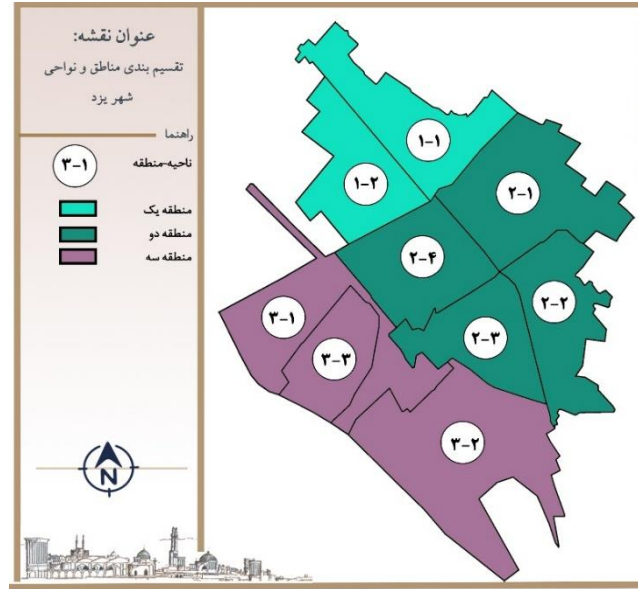 عنوان نقشه:
تقسیم بندی مناطق و نواحی
شهر یزد
راهنما
ناحیه-منطقه
۳-۱
منطقه یک
منطقه دو
منطقه سه
N
۱-۱
۱-۲
۲-۱
۲-۴
۲-۲
۲-۳
۳-۱
۳-۳
۳-۲